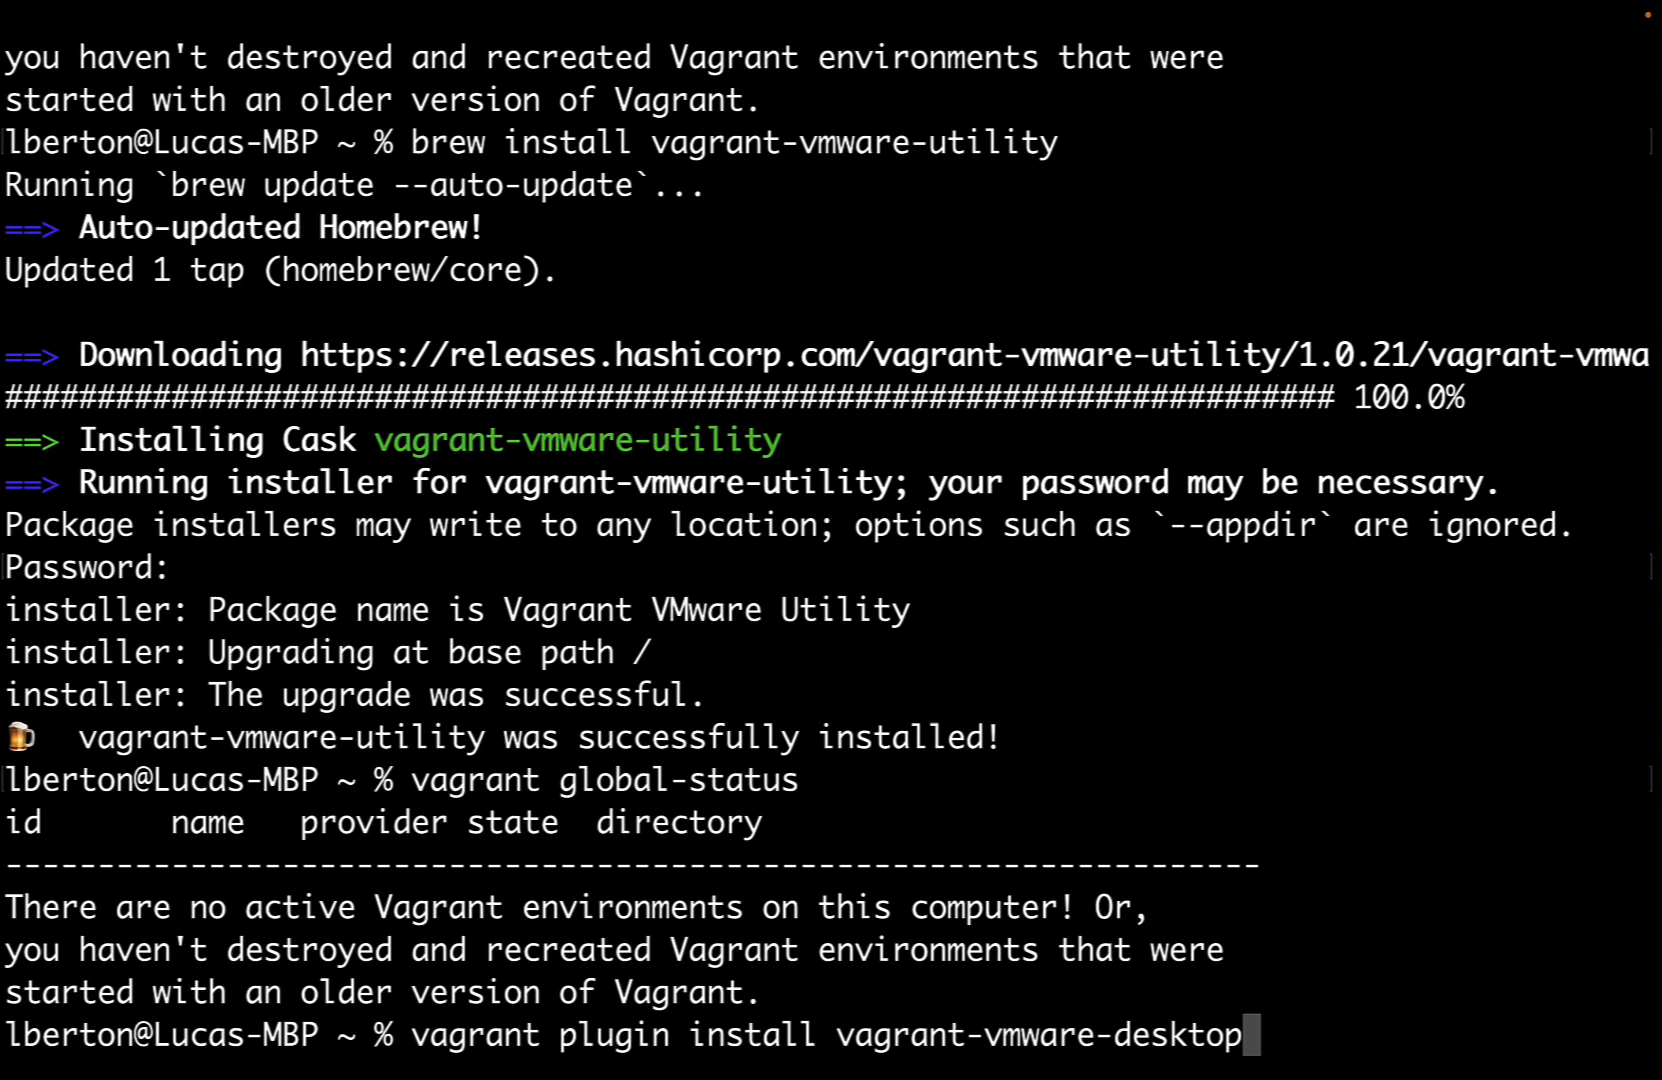 you haven't destroyed and recreated Vagrant environments that were
started with an older version of Vagrant.
lberton@Lucas-MBP ~ % brew install vagrant-vmware-utility
Running `brew update --auto-update`...
==> Auto-updated Homebrew!
Updated 1 tap (homebrew/core).
==> Downloading https://releases.hashicorp.com/vagrant-vmware-utility/1.0.21/vagrant-vmwa
######################################################################## 100.0%
==> Installing Cask vagrant-vmware-utility
==> Running installer for vagrant-vmware-utility; your password may be necessary.
Package installers may write to any location; options such as `--appdir` are ignored.
Password:
installer: Package name is Vagrant VMware Utility
installer: Upgrading at base path /
installer: The upgrade was successful.
🍺  vagrant-vmware-utility was successfully installed!
lberton@Lucas-MBP ~ % vagrant global-status
id       name   provider state  directory
--------------------------------------------------------------------
There are no active Vagrant environments on this computer! Or,
you haven't destroyed and recreated Vagrant environments that were
started with an older version of Vagrant.
lberton@Lucas-MBP ~ % vagrant plugin install vagrant-vmware-desktop